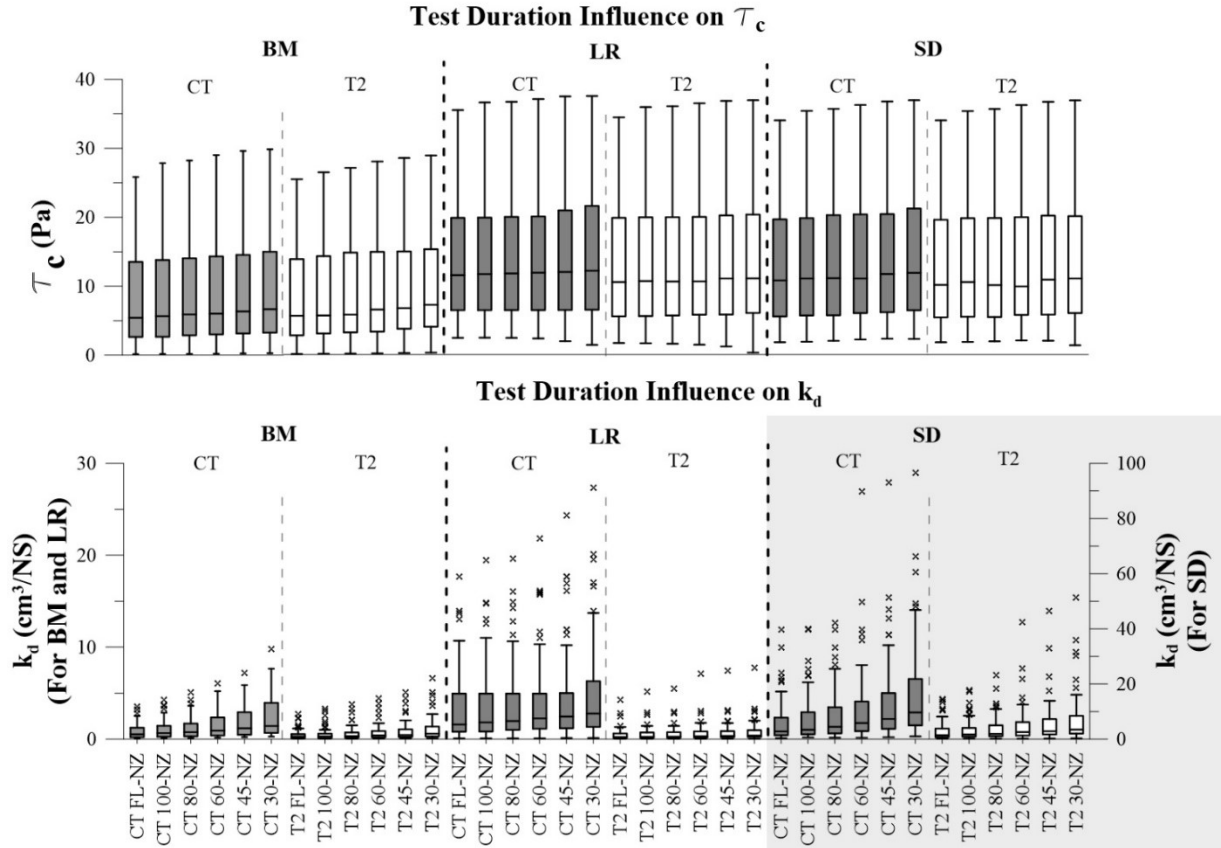 Test Duration Influence on τc
BM LR SD
CT T2 CT T2 CT T2
40
30
20
10
0
τc (Pa)
Test Duration Influence on kd
BM LR SD
CT T2 CT T2 CT T2
30
20
10
0
kd (cm³/NS)
(For BM and LR)
100
80
60
40
20
0
kd (cm³/NS)
(For SD)
CT FL-NZ
CT 100-NZ
CT 80-NZ
CT 60-NZ
CT 45-NZ
CT 30-NZ
T2 FL-NZ
T2 100-NZ
T2 80-NZ
T2 60-NZ
T2 45-NZ
T2 30-NZ
CT FL-NZ
CT 100-NZ
CT 80-NZ
CT 60-NZ
CT 45-NZ
CT 30-NZ
T2 FL-NZ
T2 100-NZ
T2 80-NZ
T2 60-NZ
T2 45-NZ
T2 30-NZ
CT FL-NZ
CT 100-NZ
CT 80-NZ
CT 60-NZ
CT 45-NZ
CT 30-NZ
T2 FL-NZ
T2 100-NZ
T2 80-NZ
T2 60-NZ
T2 45-NZ
T2 30-NZ